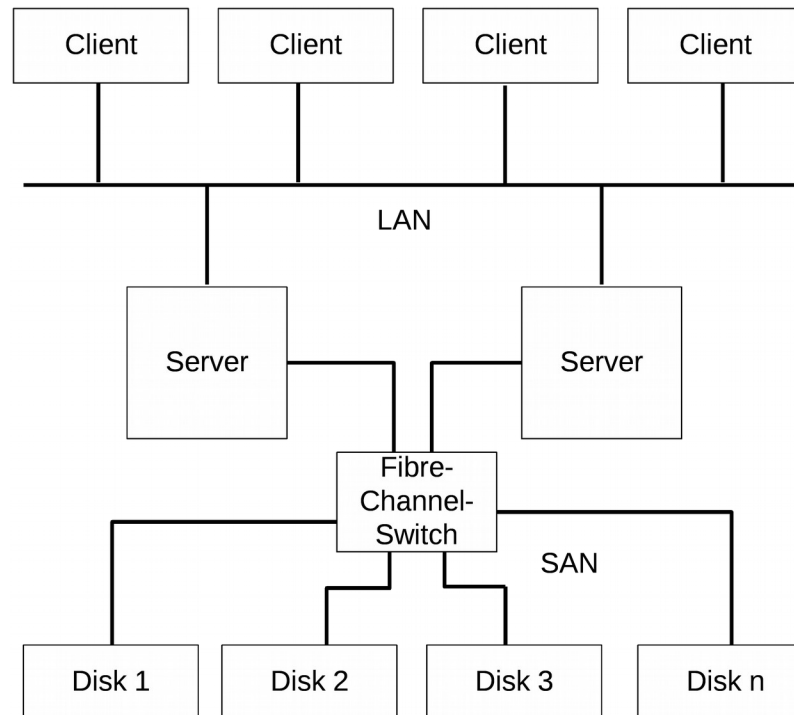 Client
Client
Client
Client
LAN
Server
Server
Fibre-
Channel-
Switch
SAN
Disk 1
Disk 2
Disk 3
Disk n